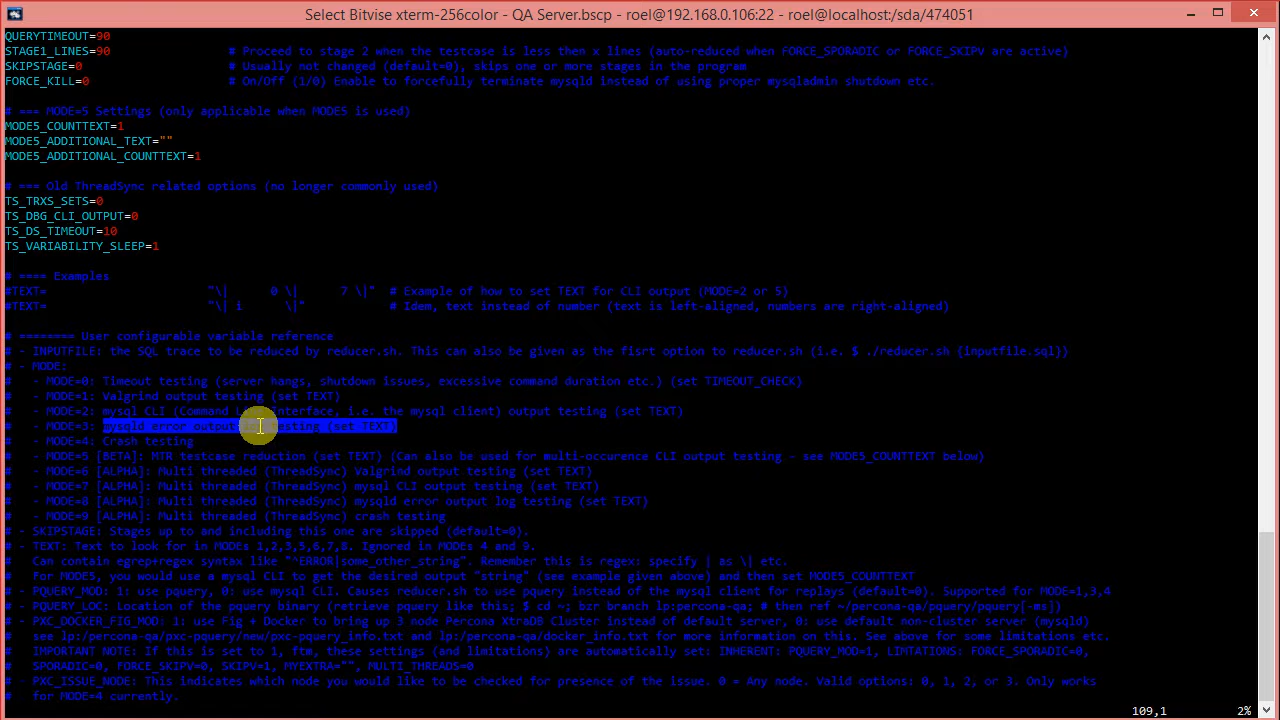 Select Bitvise xterm-256color - QA Server.bscp - roel@192.168.0.106:22 - roel@localhost:/sda/474051
QUERYTIMEOUT=90
STAGE1_LINES=90 # Proceed to stage 2 when the testcase is less then x lines (auto-reduced when FORCE_SPORADIC or FORCE_SKIPV are active)
SKIPSTAGE=0 # Usually not changed (default=0), skips one or more stages in the program
FORCE_KILL=0 # On/Off (1/0) Enable to forcefully terminate mysqld instead of using proper mysqladmin shutdown etc.
# === MODE=5 Settings (only applicable when MODE5 is used)
MODE5_COUNTTEXT=1
MODE5_ADDITIONAL_TEXT=""
MODE5_ADDITIONAL_COUNTTEXT=1
# === Old ThreadSync related options (no longer commonly used)
TS_TRXS_SETS=0
TS_DBG_CLI_OUTPUT=0
TS_DS_TIMEOUT=10
TS_VARIABILITY_SLEEP=1
# ==== Examples
#TEXT= "\| 0 \| 7 \|" # Example of how to set TEXT for CLI output (MODE=2 or 5)
#TEXT= "\| i \|" # Idem, text instead of number (text is left-aligned, numbers are right-aligned)
# ======== User configurable variable reference
# - INPUTFILE: the SQL trace to be reduced by reducer.sh. This can also be given as the fisrt option to reducer.sh (i.e. $ ./reducer.sh {inputfile.sql})
# - MODE:
# - MODE=0: Timeout testing (server hangs, shutdown issues, excessive command duration etc.) (set TIMEOUT_CHECK)
# - MODE=1: Valgrind output testing (set TEXT)
# - MODE=2: mysql CLI (Command Line Interface, i.e. the mysql client) output testing (set TEXT)
# - MODE=3: mysqld error output log testing (set TEXT)
# - MODE=4: Crash testing
# - MODE=5 [BETA]: MTR testcase reduction (set TEXT) (Can also be used for multi-occurence CLI output testing - see MODE5_COUNTTEXT below)
# - MODE=6 [ALPHA]: Multi threaded (ThreadSync) Valgrind output testing (set TEXT)
# - MODE=7 [ALPHA]: Multi threaded (ThreadSync) mysql CLI output testing (set TEXT)
# - MODE=8 [ALPHA]: Multi threaded (ThreadSync) mysqld error output log testing (set TEXT)
# - MODE=9 [ALPHA]: Multi threaded (ThreadSync) crash testing
# - SKIPSTAGE: Stages up to and including this one are skipped (default=0).
# - TEXT: Text to look for in MODEs 1,2,3,5,6,7,8. Ignored in MODEs 4 and 9.
# Can contain egrep+regex syntax like "^ERROR|some_other_string". Remember this is regex: specify | as \| etc.
# For MODE5, you would use a mysql CLI to get the desired output "string" (see example given above) and then set MODE5_COUNTTEXT
# - PQUERY_MOD: 1: use pquery, 0: use mysql CLI. Causes reducer.sh to use pquery instead of the mysql client for replays (default=0). Supported for MODE=1,3,4
# - PQUERY_LOC: Location of the pquery binary (retrieve pquery like this; $ cd ~; bzr branch lp:percona-qa; # then ref ~/percona-qa/pquery/pquery[-ms])
# - PXC_DOCKER_FIG_MOD: 1: use Fig + Docker to bring up 3 node Percona XtraDB Cluster instead of default server, 0: use default non-cluster server (mysqld)
# see lp:/percona-qa/pxc-pquery/new/pxc-pquery_info.txt and lp:/percona-qa/docker_info.txt for more information on this. See above for some limitations etc.
# IMPORTANT NOTE: If this is set to 1, ftm, these settings (and limitations) are automatically set: INHERENT: PQUERY_MOD=1, LIMTATIONS: FORCE_SPORADIC=0,
# SPORADIC=0, FORCE_SKIPV=0, SKIPV=1, MYEXTRA="", MULTI_THREADS=0
# - PXC_ISSUE_NODE: This indicates which node you would like to be checked for presence of the issue. 0 = Any node. Valid options: 0, 1, 2, or 3. Only works
# for MODE=4 currently.
109,1 2%